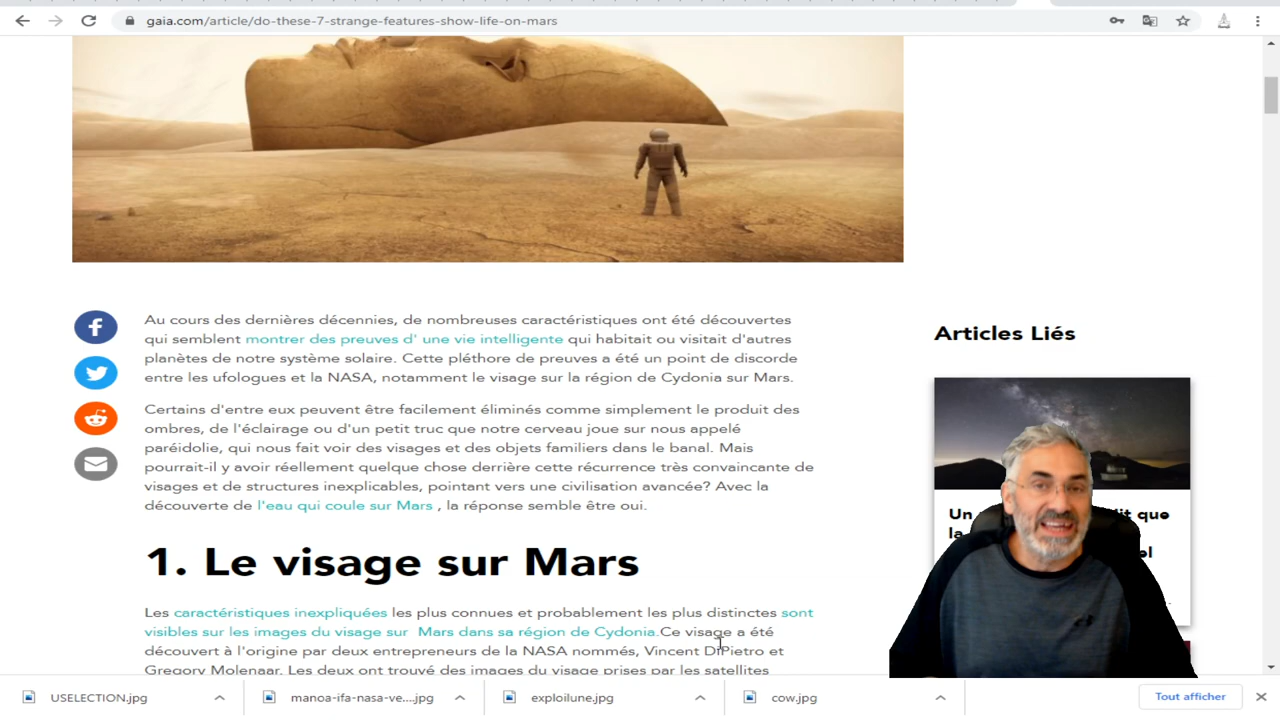 gaia.com/article/do-these-7-strange-features-show-life-on-mars
Au cours des dernières décennies, de nombreuses caractéristiques ont été découvertes
qui semblent montrer des preuves d' une vie intelligente qui habitait ou visitait d'autres
planètes de notre système solaire. Cette pléthore de preuves a été un point de discorde
entre les ufologues et la NASA, notamment le visage sur la région de Cydonia sur Mars.
Certains d'entre eux peuvent être facilement éliminés comme simplement le produit des
ombres, de l'éclairage ou d'un petit truc que notre cerveau joue sur nous appelé
paréidolie, qui nous fait voir des visages et des objets familiers dans le banal. Mais
pourrait-il y avoir réellement quelque chose derrière cette récurrence très convaincante de
visages et de structures inexplicables, pointant vers une civilisation avancée? Avec la
découverte de l'eau qui coule sur Mars , la réponse semble être oui.
1. Le visage sur Mars
Les caractéristiques inexpliquées les plus connues et probablement les plus distinctes sont
visibles sur les images du visage sur Mars dans sa région de Cydonia.Ce visage a été
découvert à l'origine par deux entrepreneurs de la NASA nommés, Vincent DiPietro et
Gregory Molenaar. Les deux ont trouvé des images du visage prises par les satellites
Articles Liés
Un que
la
USELECTION.jpg
manoa-ifa-nasa-ve....jpg
exploilune.jpg
cow.jpg
Tout afficher